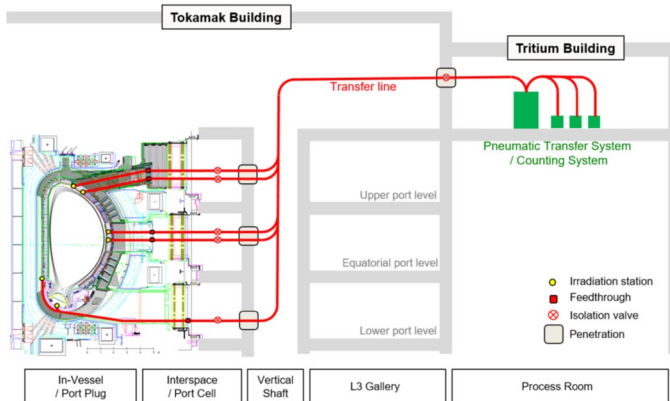 Tokamak Building
Tritium Building
Transfer line
Pneumatic Transfer System
/ Counting System
Upper port level
Equatorial port level
Lower port level
Irradiation station
Feedthrough
Isolation valve
Penetration
In-Vessel
/ Port Plug
Interspace
/ Port Cell
Vertical
Shaft
L3 Gallery
Process Room